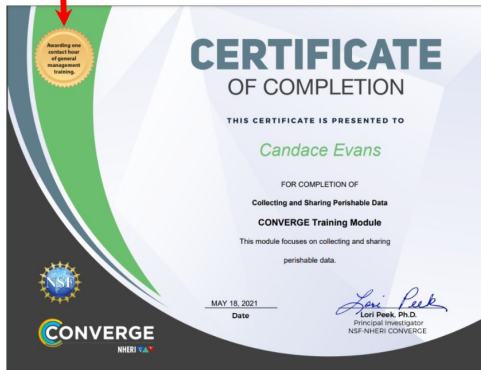 Awarding one
contact hour
of general
management
training.
CERTIFICATE
OF COMPLETION
THIS CERTIFICATE IS PRESENTED TO
Candace Evans
FOR COMPLETION OF
Collecting and Sharing Perishable Data
CONVERGE Training Module
This module focuses on collecting and sharing
perishable data.
NSF
MAY 18, 2021
Date
Lori Peek
Lori Peek, Ph.D.
Principal Investigator
NSF-NHERI CONVERGE
CONVERGE
NHERI